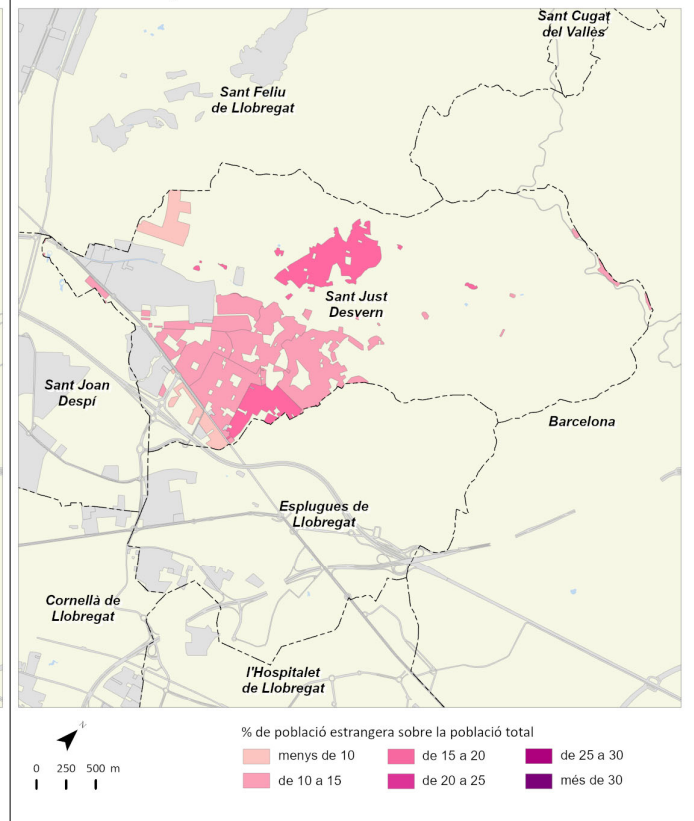 Sant Cugat
del Vallès
Sant Feliu
de Llobregat
Sant Just
Desvern
Sant Joan
Despí
Barcelona
Esplugues de
Llobregat
Cornellà de
Llobregat
l'Hospitalet
de Llobregat
N
% de població estrangera sobre la població total
menys de 10
de 15 a 20
de 25 a 30
de 10 a 15
de 20 a 25
més de 30
0 250 500 m